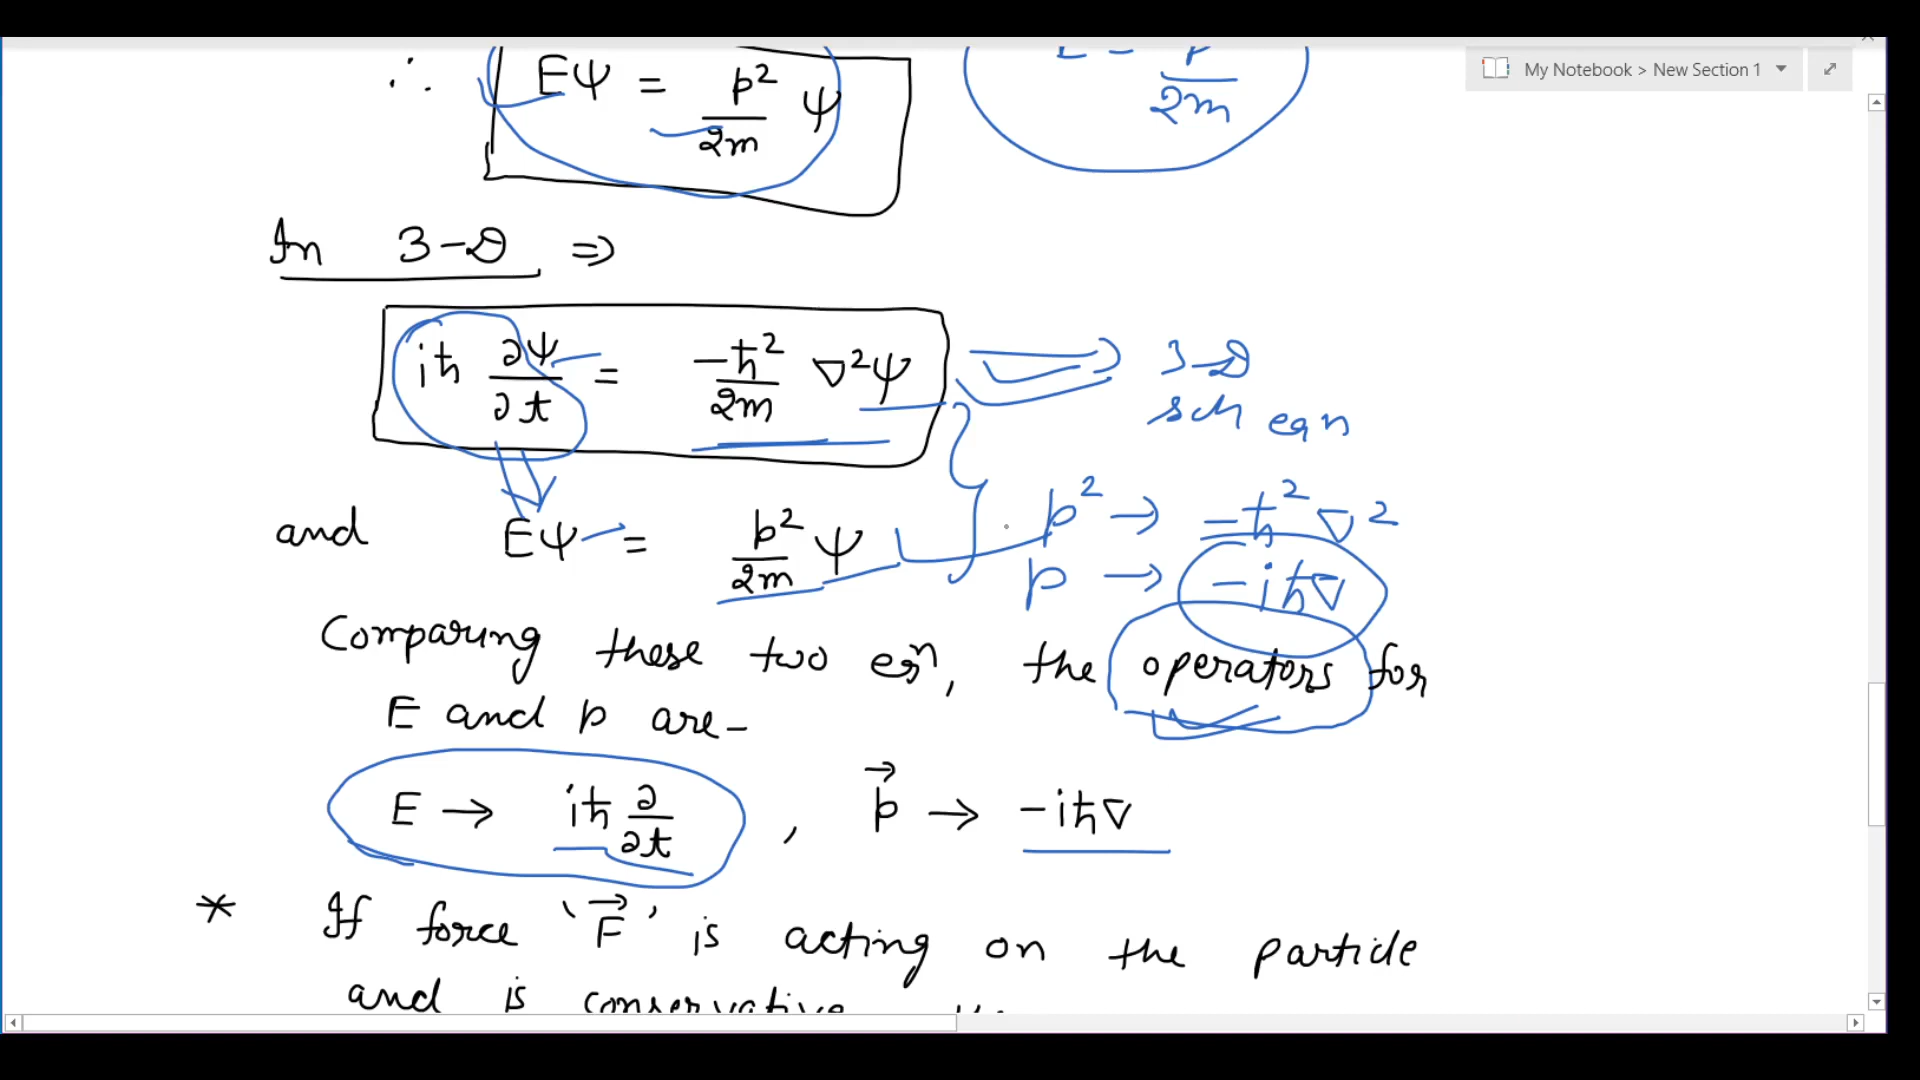 My Notebook > New Section 1
∴ Eψ = p²/2m ψ
2m
In 3-D ⇒
iħ ∂ψ/∂t = -ħ²/2m ∇²ψ ⇒ 3-D
sch eqn
p² → -ħ²∇²
and Eψ = p²/2m ψ
p → -iħ∇
Comparing these two eqn, the operators for
E and p are-
E → iħ ∂/∂t , p⃗ → -iħ∇
* If force 'F⃗' is acting on the particle
and is conservative